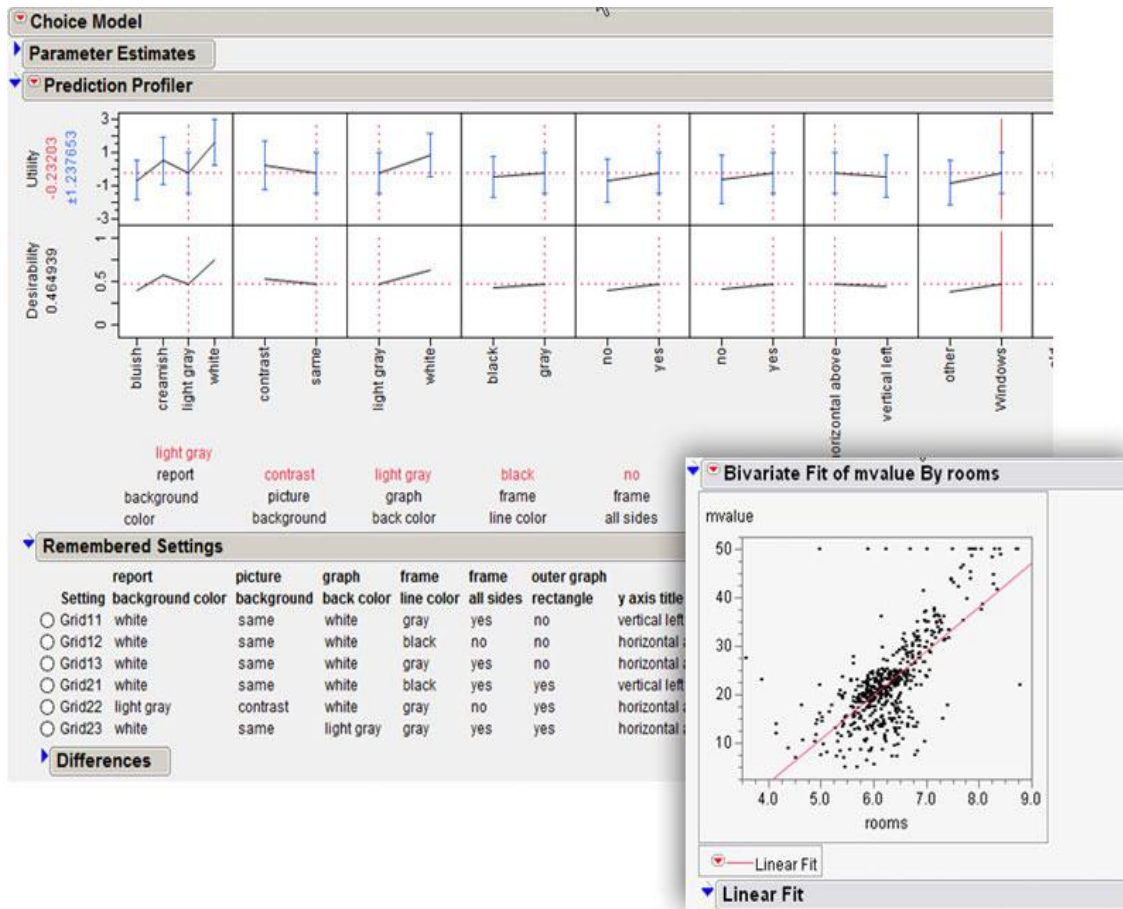 Choice Model
Parameter Estimates
Prediction Profiler
Utility
-0.23203
±1.237653
3
1
-1
-3
Desirability
0.464939
1
0.5
0
bluish
creamish
light gray
white
contrast
same
light gray
white
black
gray
no
yes
no
yes
horizontal above
vertical left
other
Windows
light gray contrast light gray black no
report picture graph frame frame
background background back color line color all sides
color
Remembered Settings
report picture graph frame frame outer graph
Setting background color background back color line color all sides rectangle y axis title
Grid11 white same white gray yes no vertical left
Grid12 white same white black no no horizontal a
Grid13 white same white gray yes no horizontal a
Grid21 white same white black yes yes vertical left
Grid22 light gray contrast white gray no yes horizontal a
Grid23 white same light gray gray yes yes horizontal a
Differences
Bivariate Fit of mvalue By rooms
mvalue
50
40
30
20
10
4.0 5.0 6.0 7.0 8.0 9.0
rooms
Linear Fit
Linear Fit